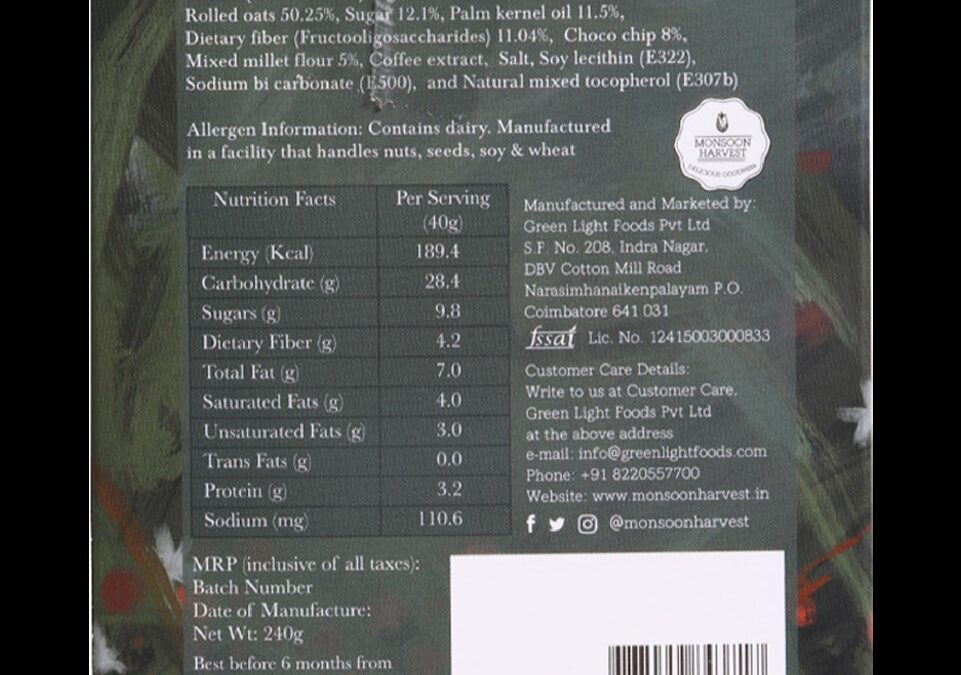 Rolled oats 50.25%, Sugar 12.1%, Palm kernel oil 11.5%,
Dietary fiber (Fructooligosaccharides) 11.04%, Choco chip 8%,
Mixed millet flour 5%, Coffee extract, Salt, Soy lecithin (E322),
Sodium bi carbonate (E500), and Natural mixed tocopherol (E307b)
Allergen Information: Contains dairy. Manufactured
in a facility that handles nuts, seeds, soy & wheat
MONSOON
HARVEST
DELICIOUS GOODNESS
Nutrition Facts Per Serving
(40g)
Energy (Kcal) 189.4
Carbohydrate (g) 28.4
Sugars (g) 9.8
Dietary Fiber (g) 4.2
Total Fat (g) 7.0
Saturated Fats (g) 4.0
Unsaturated Fats (g) 3.0
Trans Fats (g) 0.0
Protein (g) 3.2
Sodium (mg) 110.6
Manufactured and Marketed by:
Green Light Foods Pvt Ltd
S.F. No. 208, Indra Nagar,
DBV Cotton Mill Road
Narasimhanaikenpalayam P.O.
Coimbatore 641 031
fssai Lic. No. 12415003000833
Customer Care Details:
Write to us at Customer Care,
Green Light Foods Pvt Ltd
at the above address
e-mail: info@greenlightfoods.com
Phone: +91 8220557700
Website: www.monsoonharvest.in
@monsoonharvest
MRP (inclusive of all taxes):
Batch Number
Date of Manufacture:
Net Wt: 240g
Best before 6 months from